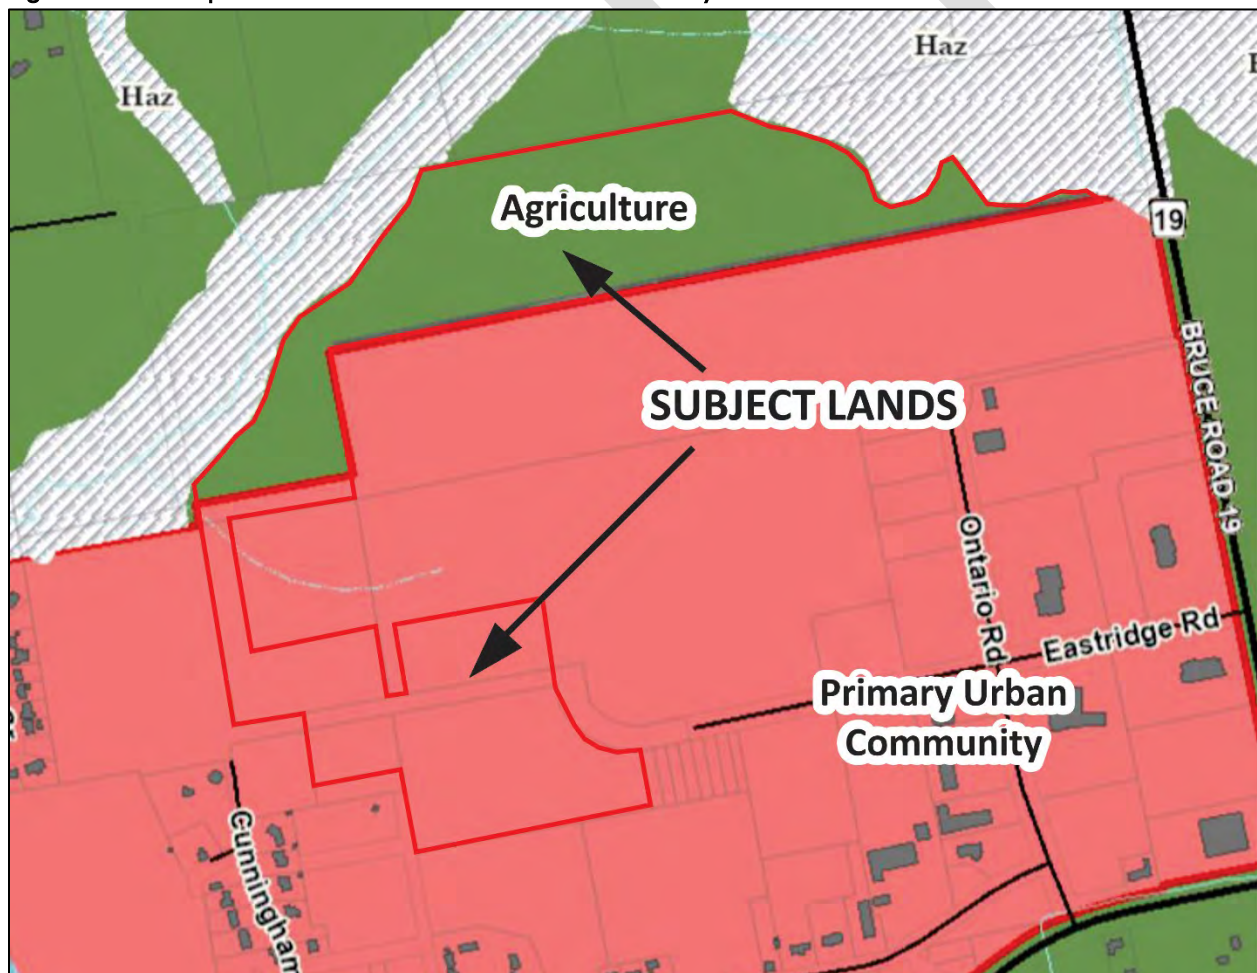 Haz
Haz
Agriculture
19
SUBJECT LANDS
BRUCE ROAD 19
Ontario Rd
Eastridge Rd
Primary Urban
Community
Cunningham